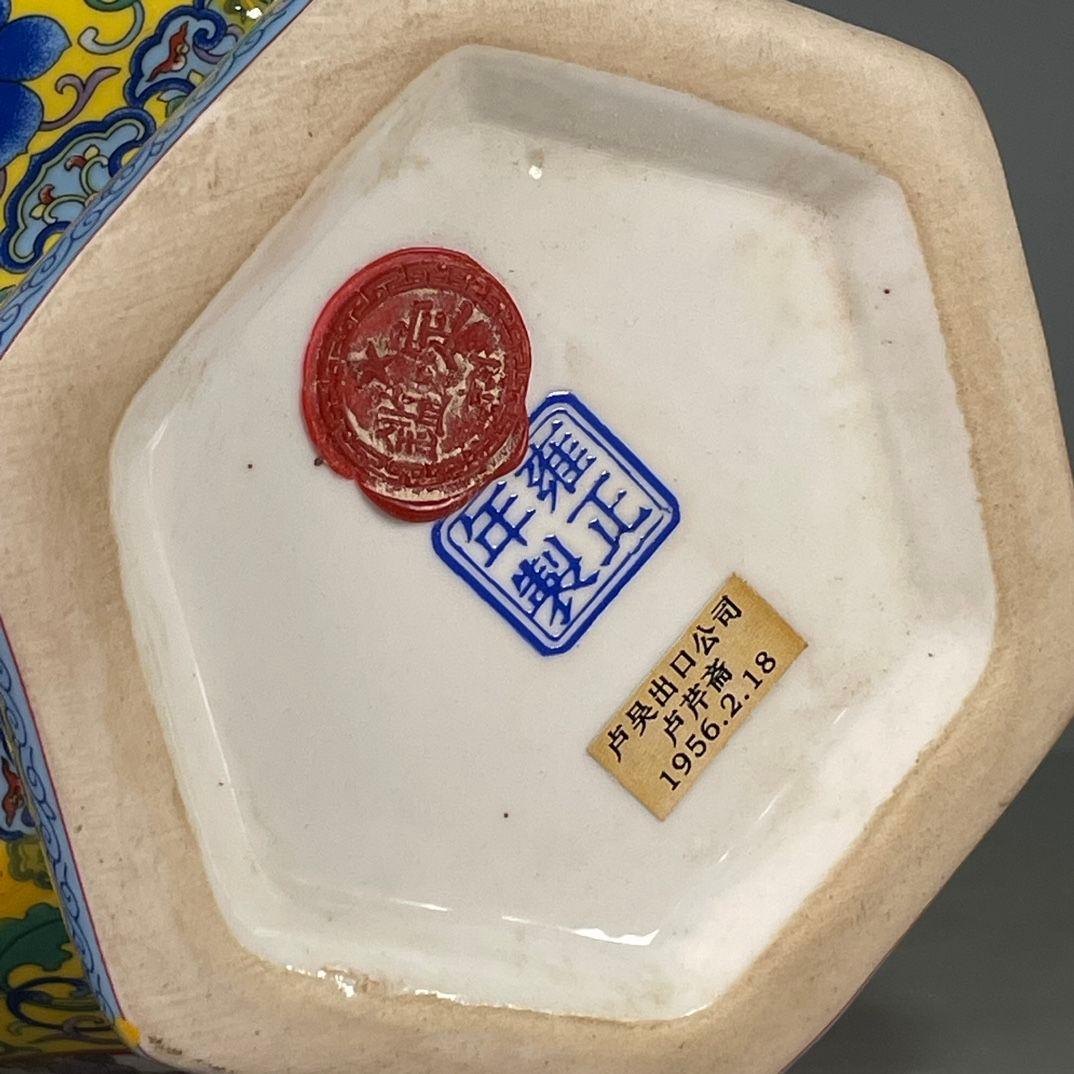 雍正
年製
卢吴出口公司
卢芹斋
1956.2.18